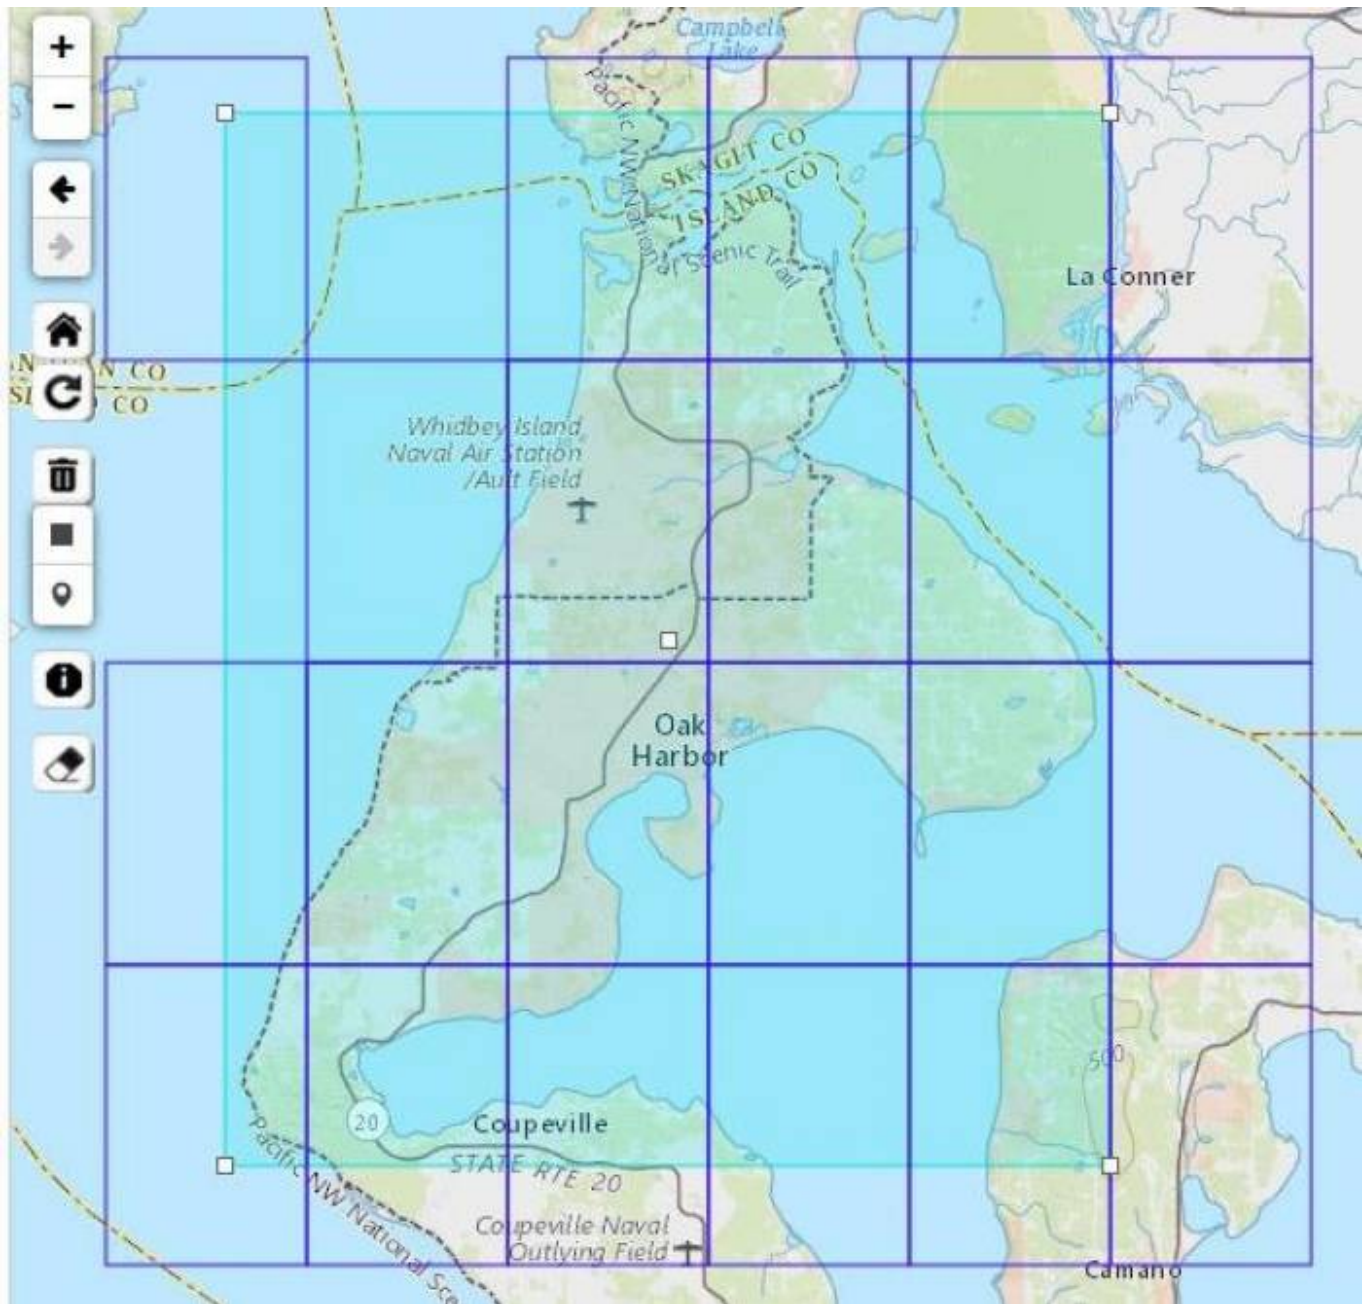 Campbell
Lake
Pacific NW National Scenic Trail
SKAGIT CO
ISLAND CO
La Conner
CO
CO
Whidbey Island
Naval Air Station
/Ault Field
Oak
Harbor
500
20
Coupeville
STATE RTE 20
Pacific NW National Sce
Coupeville Naval
Outlying Field
Camano